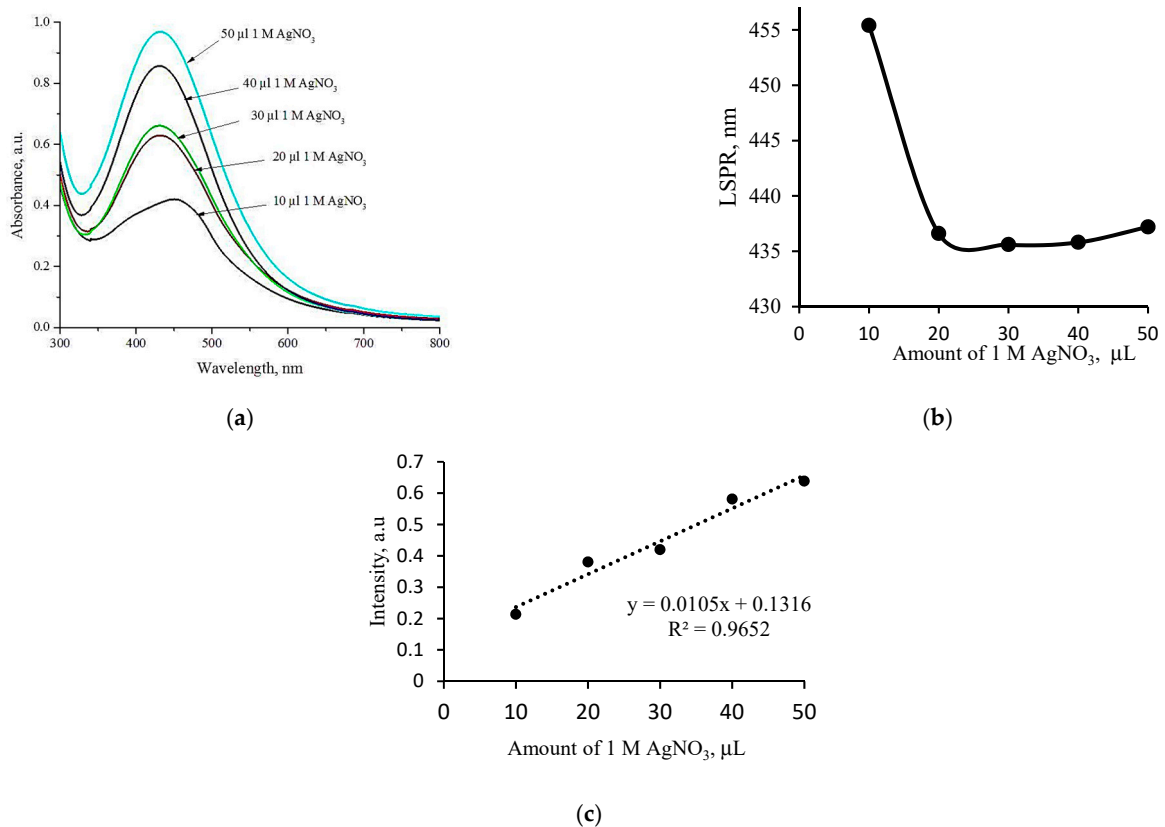 1.0
0.8
0.6
0.4
0.2
0.0
Absorbance, a.u.
50 µl 1 M AgNO₃
40 µl 1 M AgNO₃
30 µl 1 M AgNO₃
20 µl 1 M AgNO₃
10 µl 1 M AgNO₃
300 400 500 600 700 800
Wavelength, nm
(a)
455
450
445
440
435
430
LSPR, nm
0 10 20 30 40 50
Amount of 1 M AgNO₃, µL
(b)
0.7
0.6
0.5
0.4
0.3
0.2
0.1
0
Intensity, a.u
y = 0.0105x + 0.1316
R² = 0.9652
0 10 20 30 40 50
Amount of 1 M AgNO₃, µL
(c)